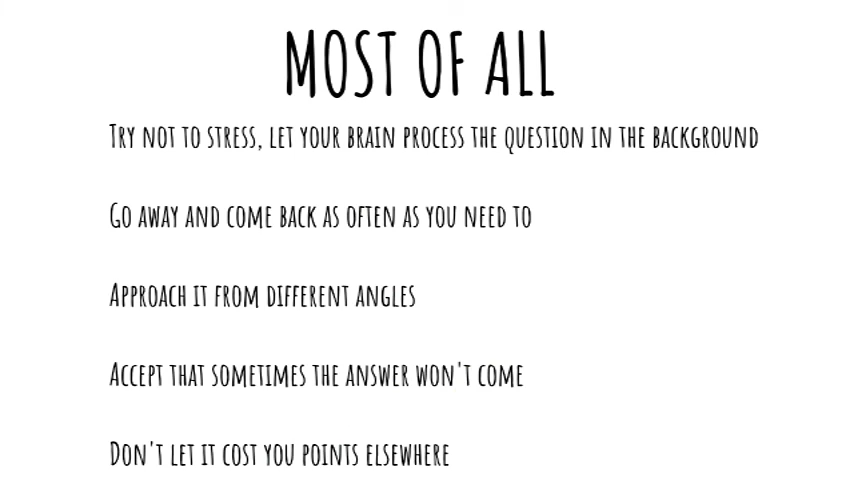 MOST OF ALL
TRY NOT TO STRESS, LET YOUR BRAIN PROCESS THE QUESTION IN THE BACKGROUND
GO AWAY AND COME BACK AS OFTEN AS YOU NEED TO
APPROACH IT FROM DIFFERENT ANGLES
ACCEPT THAT SOMETIMES THE ANSWER WON'T COME
DON'T LET IT COST YOU POINTS ELSEWHERE